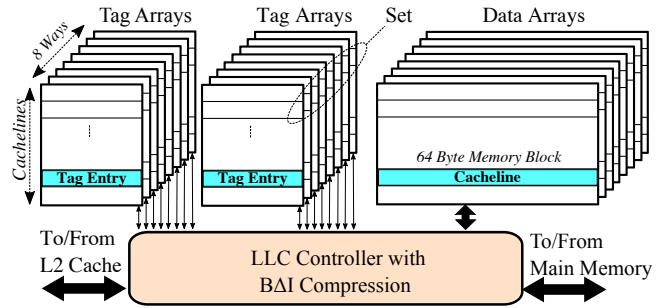 Tag Arrays
Tag Arrays
Set
Data Arrays
8 Ways
Cachelines
64 Byte Memory Block
Tag Entry
Tag Entry
Cacheline
To/From
L2 Cache
LLC Controller with
BΔI Compression
To/From
Main Memory